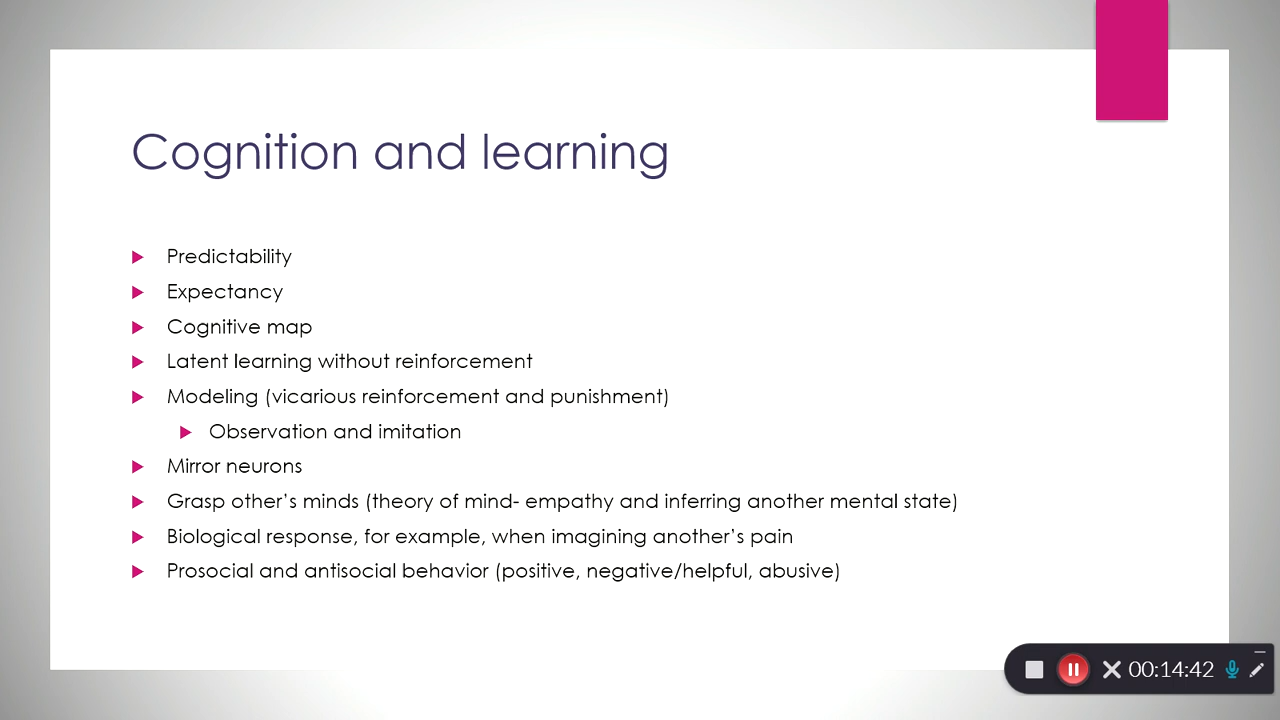 Cognition and learning
Predictability
Expectancy
Cognitive map
Latent learning without reinforcement
Modeling (vicarious reinforcement and punishment)
Observation and imitation
Mirror neurons
Grasp other's minds (theory of mind- empathy and inferring another mental state)
Biological response, for example, when imagining another's pain
Prosocial and antisocial behavior (positive, negative/helpful, abusive)
00:14:42